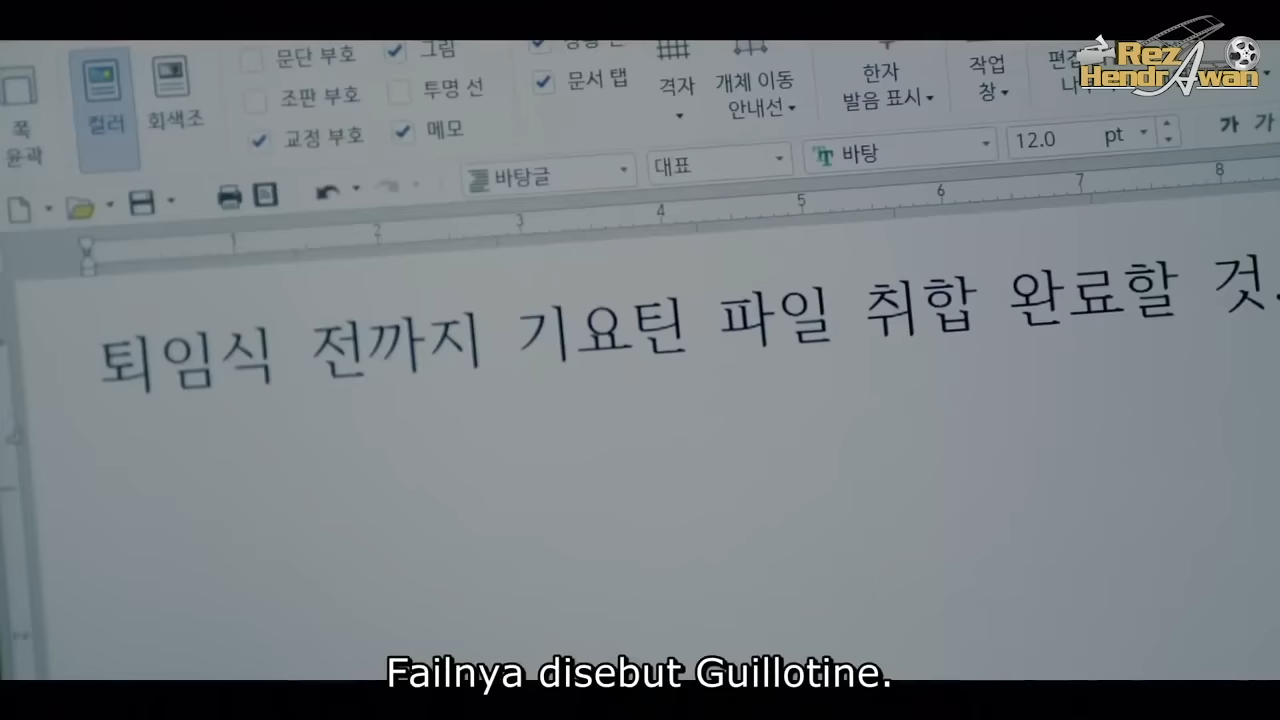 Rez
HendrAwan
문단 부호
그림
조판 부호
투명 선
교정 부호
메모
문서 탭
쪽
윤곽
컬러
회색조
격자
개체 이동
안내선
한자
발음 표시
작업
창
바탕글
대표
바탕
12.0 pt
가 가
1 2 3 4 5 6 7 8
퇴임식 전까지 기요틴 파일 취합 완료할 것.
Failnya disebut Guillotine.